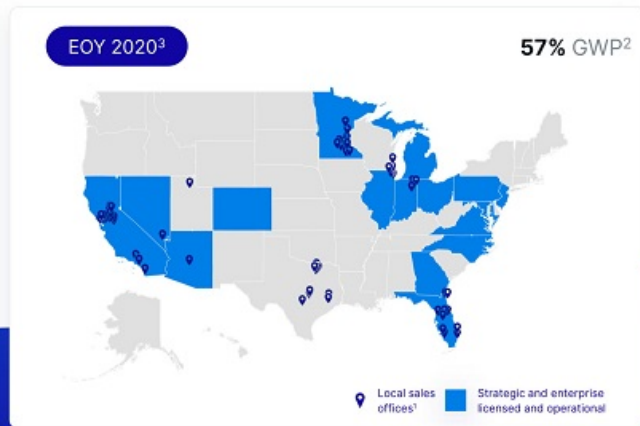 EOY 2020³
57% GWP²
Local sales
offices¹
Strategic and enterprise
licensed and operational